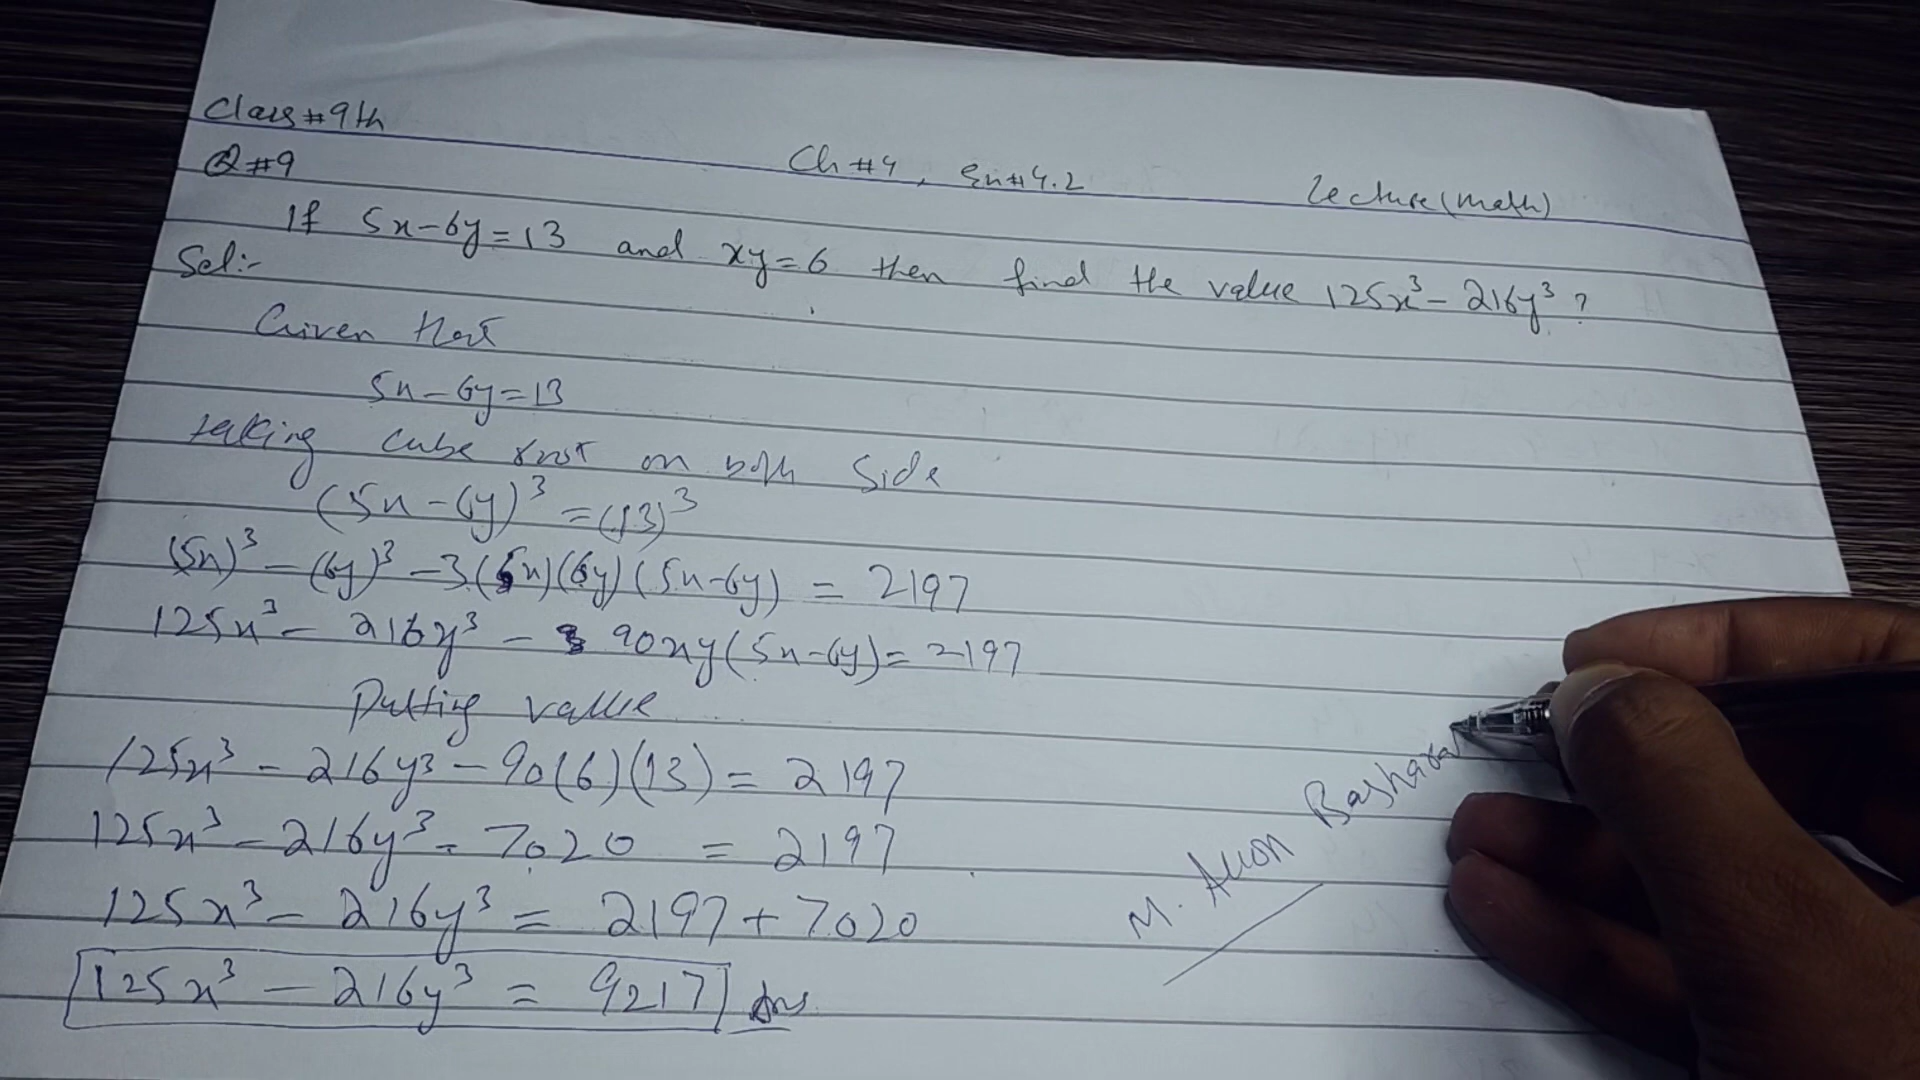 Class #9th
Q #9 Ch #4, Ex#4.2 Lecture (math)
If 5x-6y=13 and xy=6 then find the value 125x³-216y³?
Sol:-
Given that
5x-6y=13
taking cube root on both side
(5x-6y)³=(13)³
(5x)³-(6y)³-3(5x)(6y)(5x-6y)=2197
125x³-216y³-90xy(5x-6y)=2197
Putting value
125x³-216y³-90(6)(13)=2197
125x³-216y³-7020=2197
125x³-216y³=2197+7020
125x³-216y³=9217 Ans
M. Auon Bashara